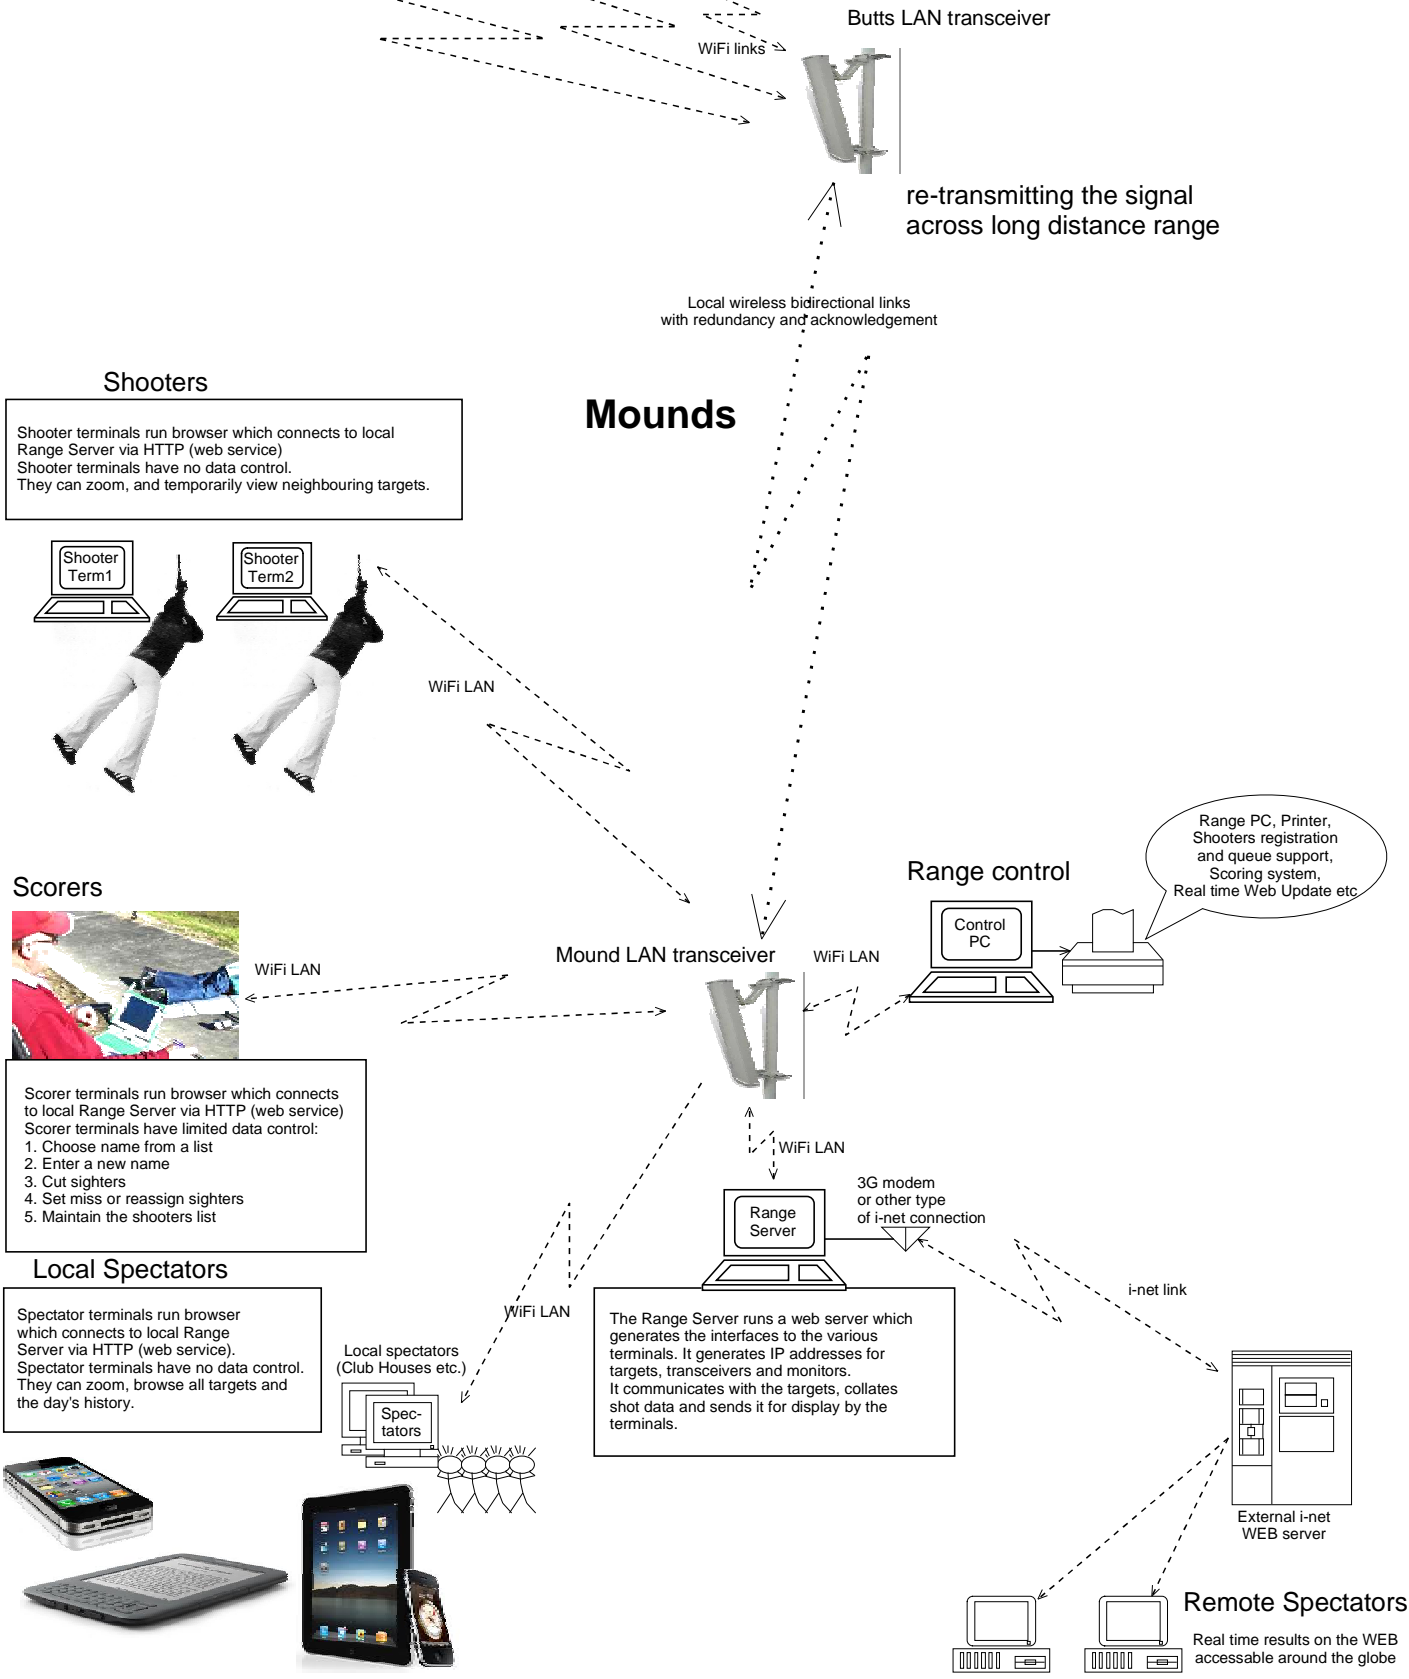 Butts LAN transceiver
WiFi links
re-transmitting the signal
across long distance range
Local wireless bidirectional links
with redundancy and acknowledgement
Shooters
Mounds
Shooter terminals run browser which connects to local
Range Server via HTTP (web service)
Shooter terminals have no data control.
They can zoom, and temporarily view neighbouring targets.
Shooter
Term1
Shooter
Term2
WiFi LAN
Range PC, Printer,
Shooters registration
and queue support,
Scoring system,
Real time Web Update etc
Range control
Control
PC
Scorers
WiFi LAN
Mound LAN transceiver
WiFi LAN
Scorer terminals run browser which connects
to local Range Server via HTTP (web service)
Scorer terminals have limited data control:
1. Choose name from a list
2. Enter a new name
3. Cut sighters
4. Set miss or reassign sighters
5. Maintain the shooters list
WiFi LAN
3G modem
or other type
of i-net connection
Range
Server
Local Spectators
Spectator terminals run browser
which connects to local Range
Server via HTTP (web service).
Spectator terminals have no data control.
They can zoom, browse all targets and
the day's history.
WiFi LAN
i-net link
The Range Server runs a web server which
generates the interfaces to the various
terminals. It generates IP addresses for
targets, transceivers and monitors.
It communicates with the targets, collates
shot data and sends it for display by the
terminals.
Local spectators
(Club Houses etc.)
Spec-
tators
External i-net
WEB server
Remote Spectators
Real time results on the WEB
accessable around the globe